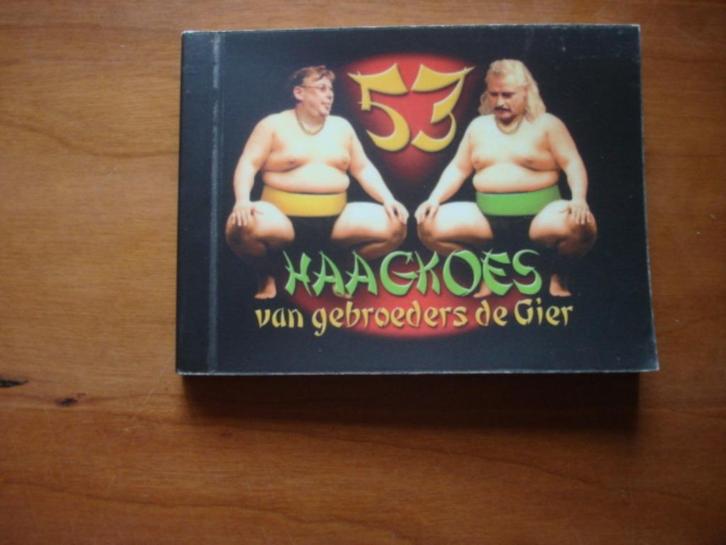 53
HAAGKOES
van gebroeders de Gier